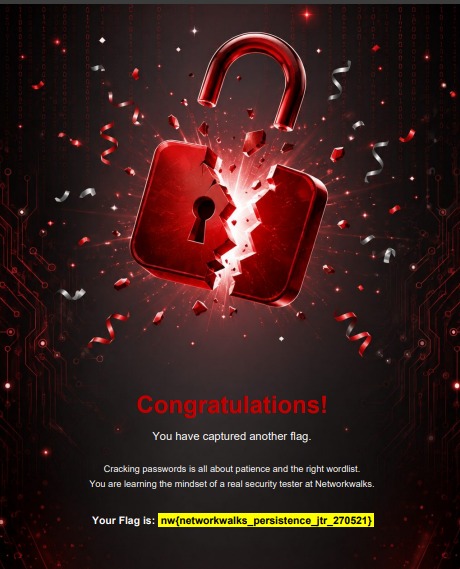 Congratulations!
You have captured another flag.
Cracking passwords is all about patience and the right wordlist.
You are learning the mindset of a real security tester at Networkwalks.
Your Flag is: nw{networkwalks_persistence_jtr_270521}